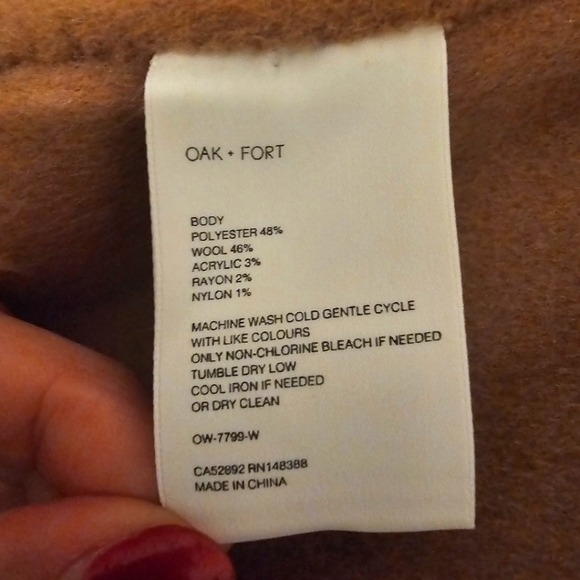 OAK + FORT
BODY
POLYESTER 48%
WOOL 46%
ACRYLIC 3%
RAYON 2%
NYLON 1%
MACHINE WASH COLD GENTLE CYCLE
WITH LIKE COLOURS
ONLY NON-CHLORINE BLEACH IF NEEDED
TUMBLE DRY LOW
COOL IRON IF NEEDED
OR DRY CLEAN
OW-7799-W
CA52892 RN148388
MADE IN CHINA